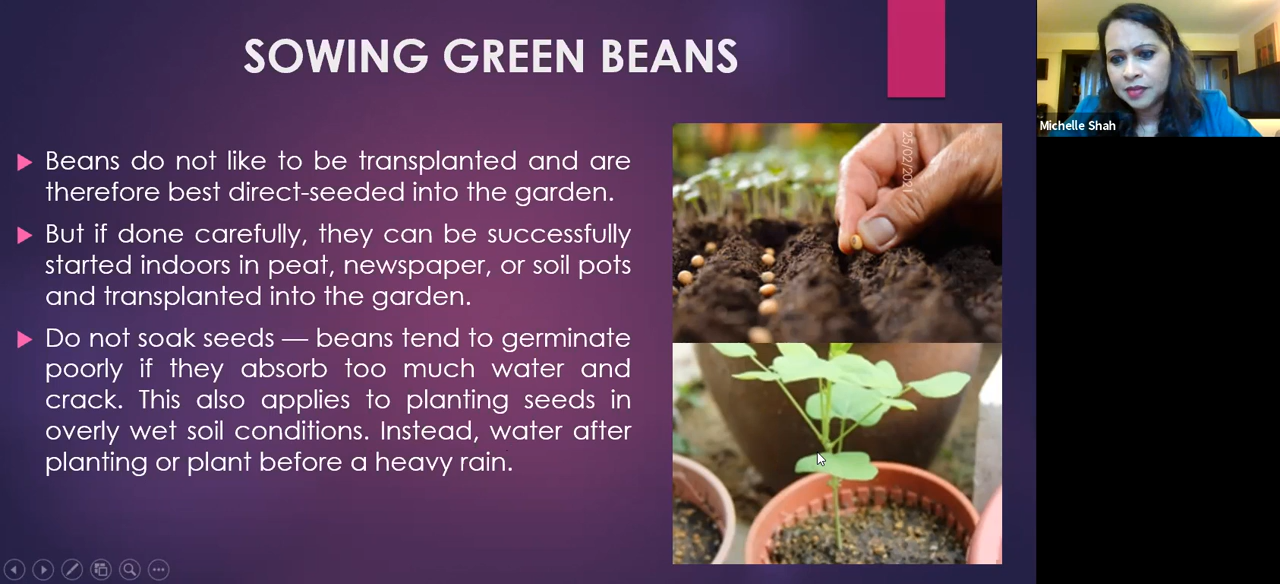 SOWING GREEN BEANS
Beans do not like to be transplanted and are
therefore best direct-seeded into the garden.
But if done carefully, they can be successfully
started indoors in peat, newspaper, or soil pots
and transplanted into the garden.
Do not soak seeds — beans tend to germinate
poorly if they absorb too much water and
crack. This also applies to planting seeds in
overly wet soil conditions. Instead, water after
planting or plant before a heavy rain.
25/02/2021
Michelle Shah